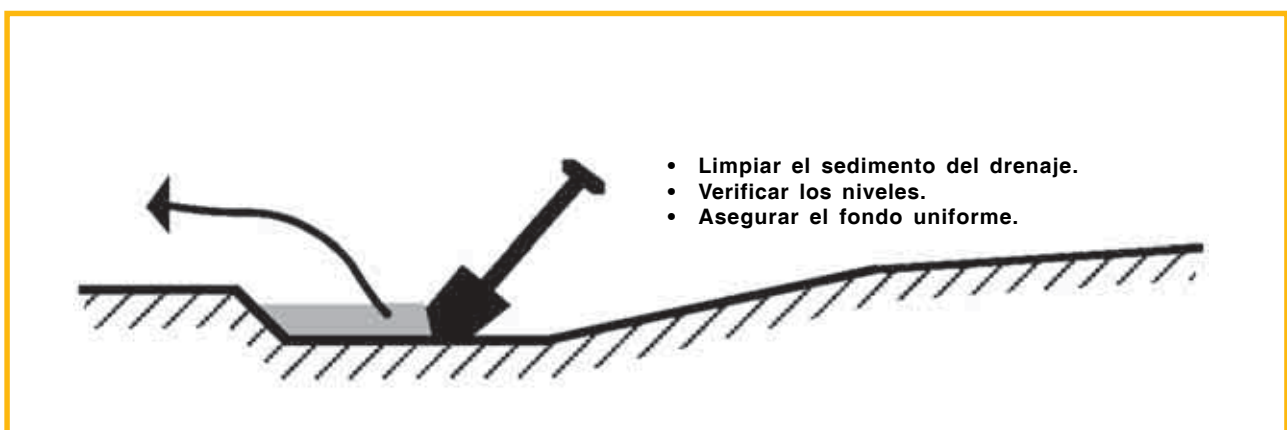 • Limpiar el sedimento del drenaje.
• Verificar los niveles.
• Asegurar el fondo uniforme.